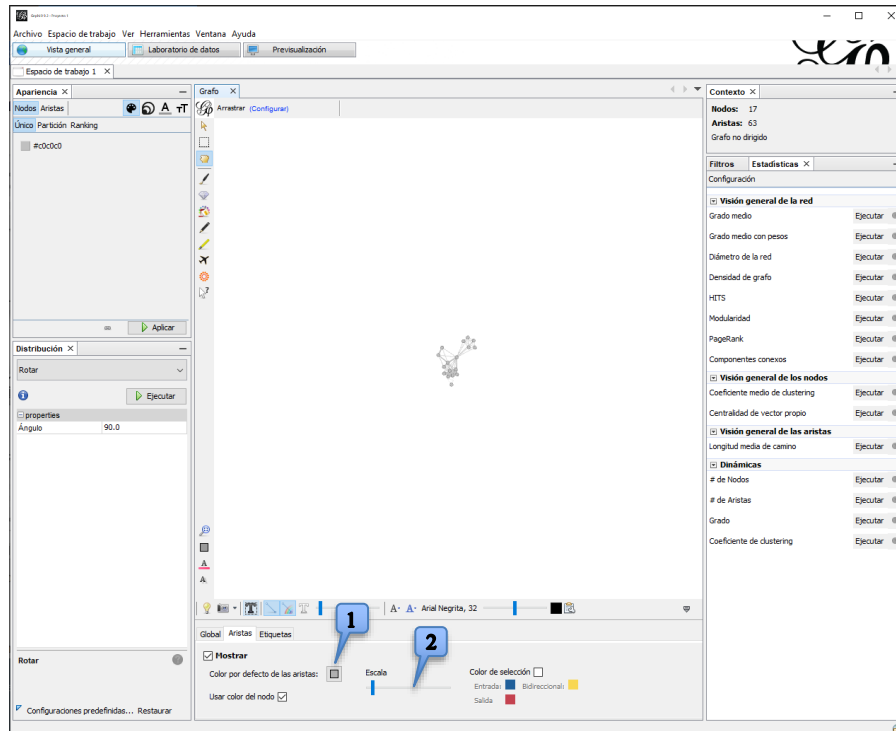 Gephi 0.9.2 - Proyecto 1
Archivo Espacio de trabajo Ver Herramientas Ventana Ayuda
Vista general Laboratorio de datos Previsualización
Espacio de trabajo 1
Apariencia
Nodos Aristas
Único Partición Ranking
#c0c0c0
Aplicar
Distribución
Rotar
Ejecutar
properties
Ángulo 90.0
Rotar
Configuraciones predefinidas... Restaurar
Grafo
Arrastrar (Configurar)
A- A- Arial Negrita, 32
1
2
Global Aristas Etiquetas
Mostrar
Color por defecto de las aristas: Escala Color de selección
Entrada: Bidireccional:
Usar color del nodo Salida
Contexto
Nodos: 17
Aristas: 63
Grafo no dirigido
Filtros Estadísticas
Configuración
Visión general de la red
Grado medio Ejecutar
Grado medio con pesos Ejecutar
Diámetro de la red Ejecutar
Densidad de grafo Ejecutar
HITS Ejecutar
Modularidad Ejecutar
PageRank Ejecutar
Componentes conexos Ejecutar
Visión general de los nodos
Coeficiente medio de clustering Ejecutar
Centralidad de vector propio Ejecutar
Visión general de las aristas
Longitud media de camino Ejecutar
Dinámicas
# de Nodos Ejecutar
# de Aristas Ejecutar
Grado Ejecutar
Coeficiente de clustering Ejecutar